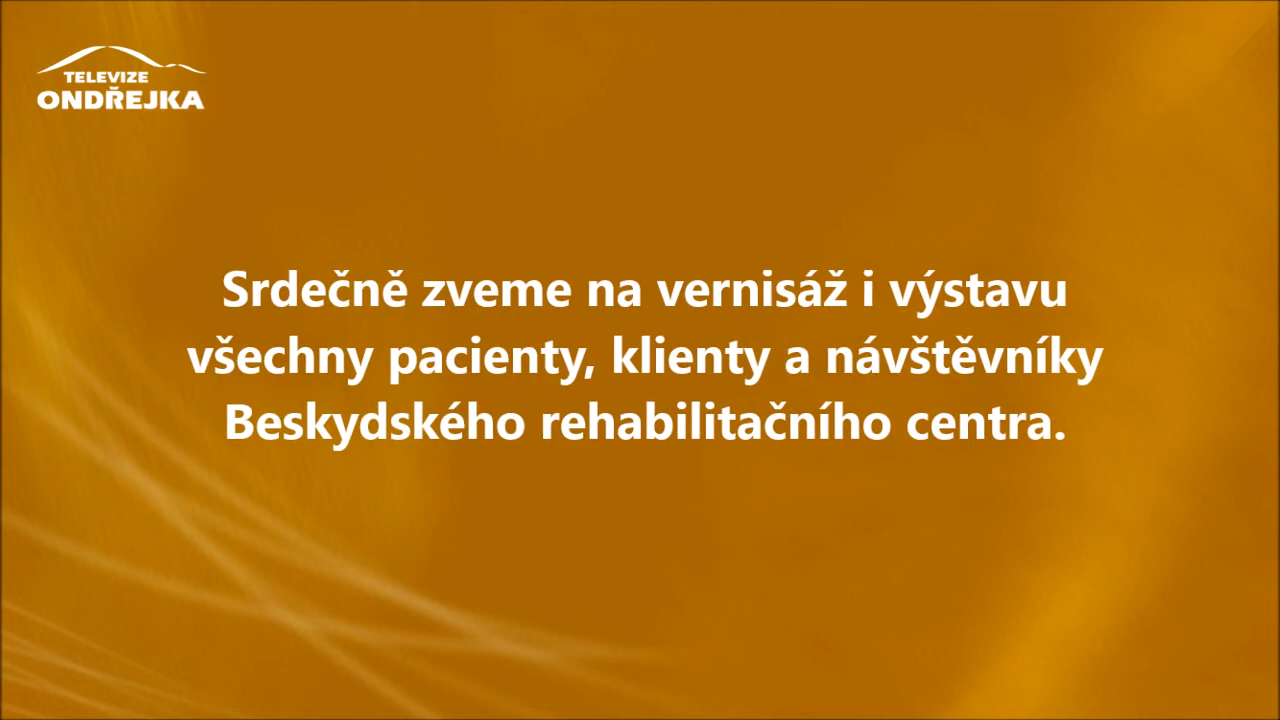 TELEVIZE
ONDŘEJKA
Srdečně zveme na vernisáž i výstavu
všechny pacienty, klienty a návštěvníky
Beskydského rehabilitačního centra.